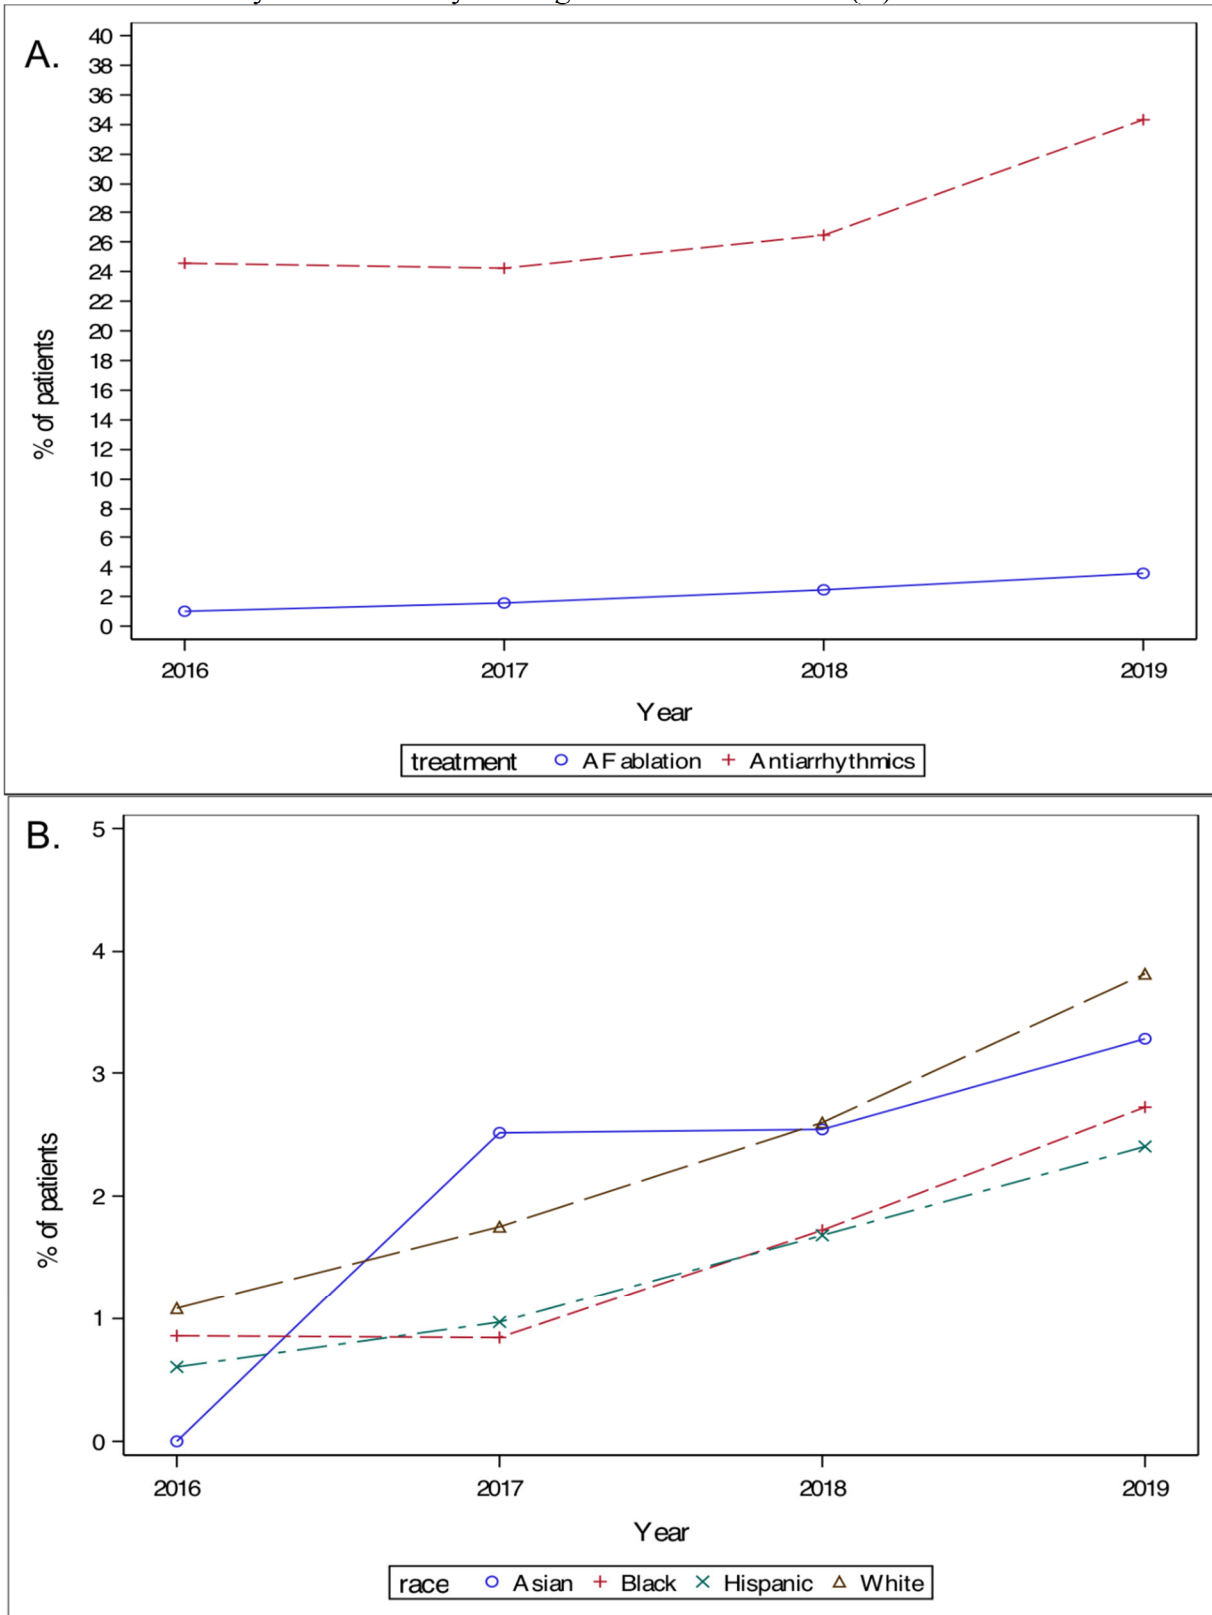 A.
40
38
36
34
32
30
28
26
24
22
20
18
16
14
12
10
8
6
4
2
0
% of patients
2016 2017 2018 2019
Year
treatment AF ablation Antiarrhythmics
B.
5
4
3
2
1
0
% of patients
2016 2017 2018 2019
Year
race Asian Black Hispanic White